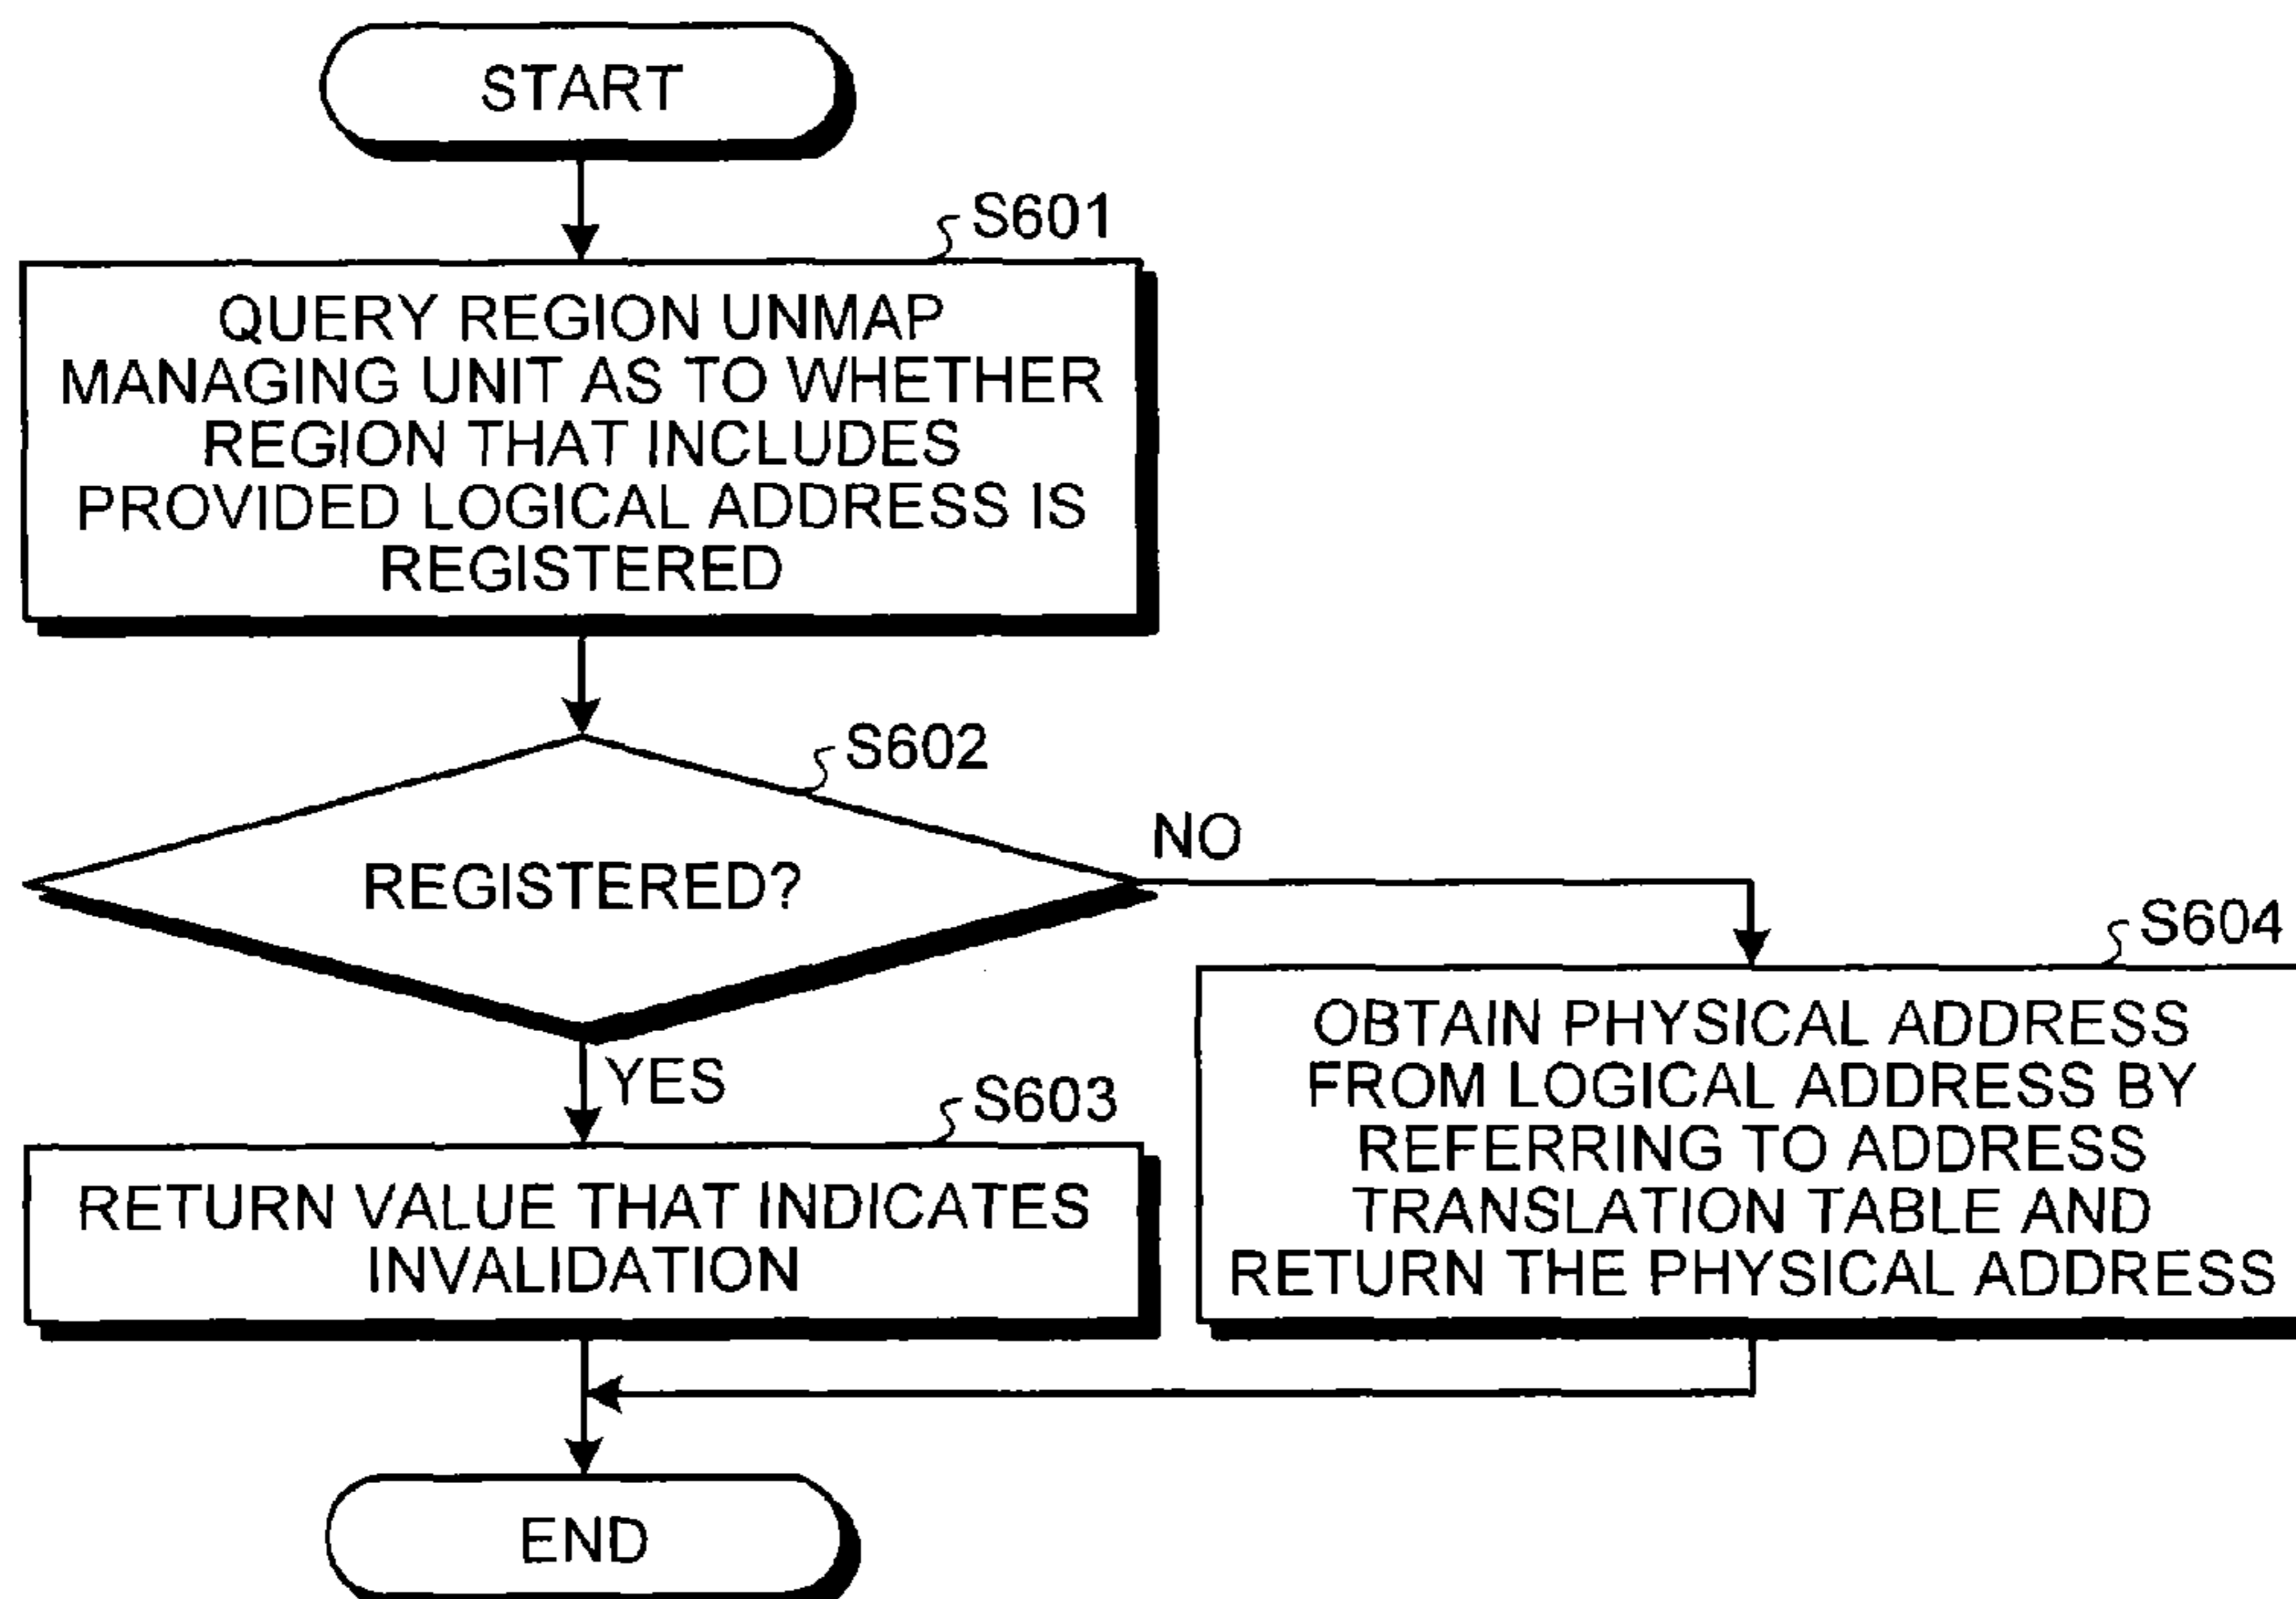 START
S601
QUERY REGION UNMAP
MANAGING UNIT AS TO WHETHER
REGION THAT INCLUDES
PROVIDED LOGICAL ADDRESS IS
REGISTERED
S602
REGISTERED?
NO
YES
S603
RETURN VALUE THAT INDICATES
INVALIDATION
S604
OBTAIN PHYSICAL ADDRESS
FROM LOGICAL ADDRESS BY
REFERRING TO ADDRESS
TRANSLATION TABLE AND
RETURN THE PHYSICAL ADDRESS
END